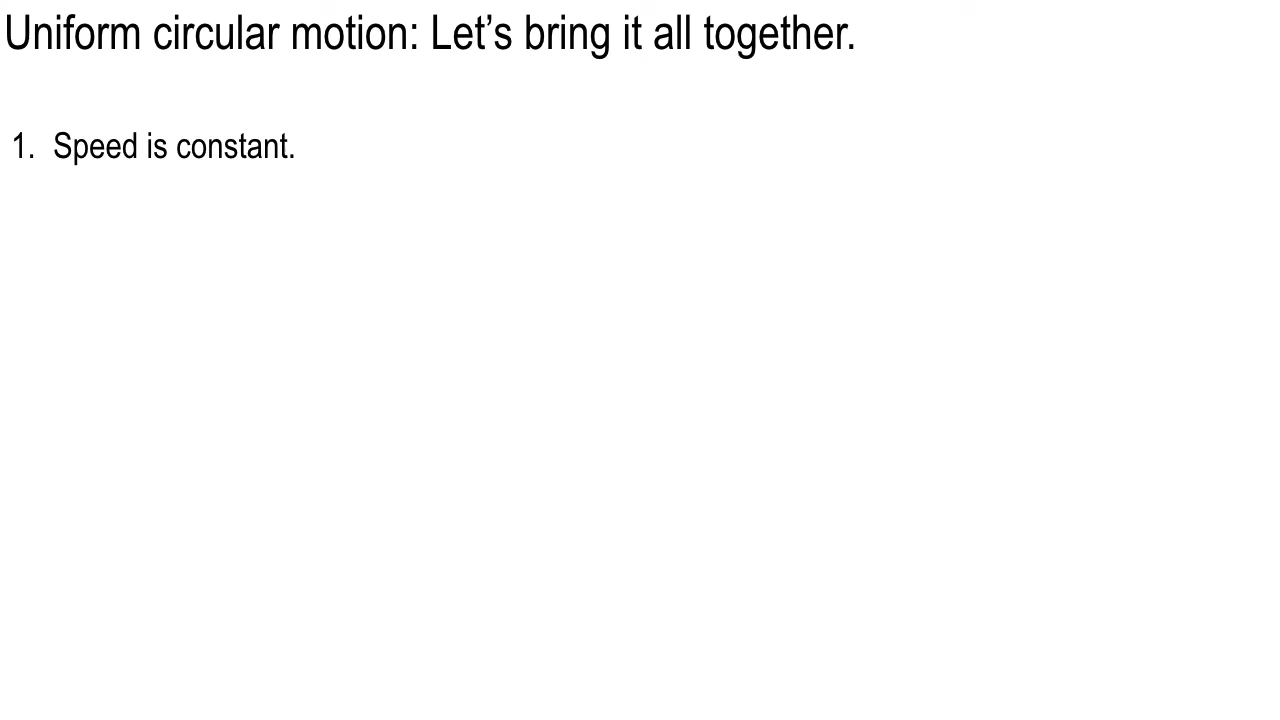 Uniform circular motion: Let’s bring it all together.
1. Speed is constant.